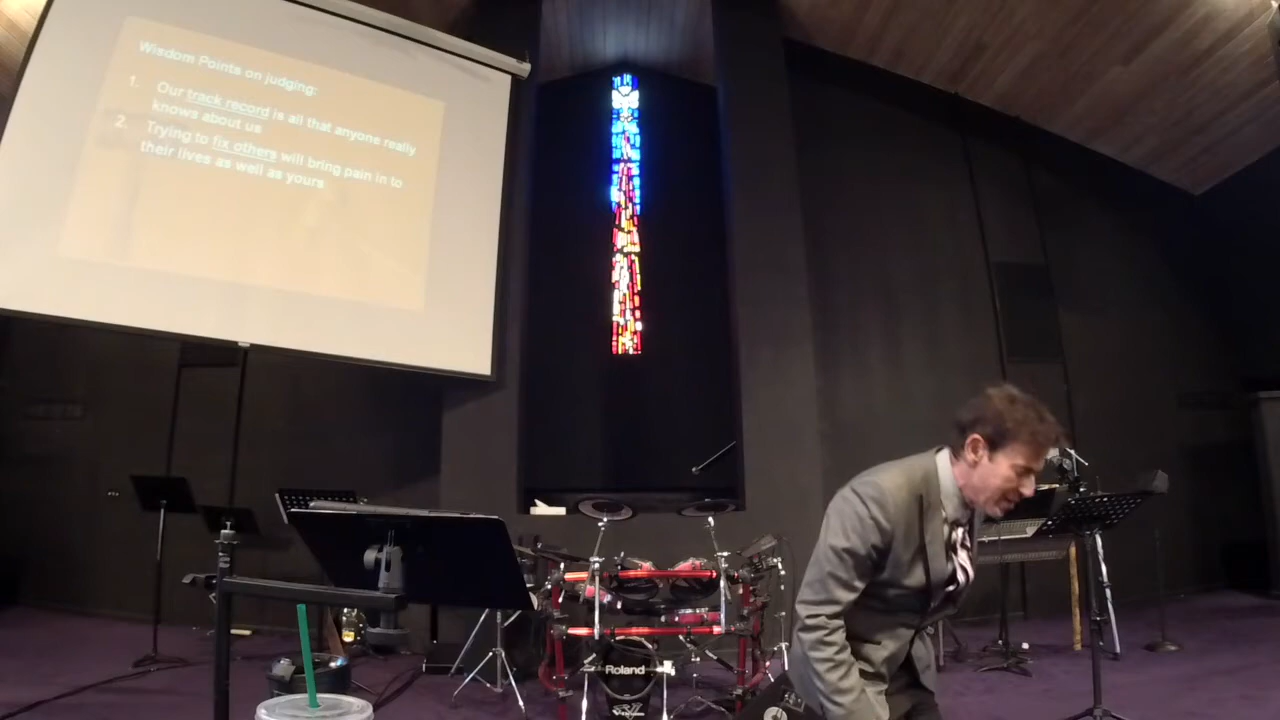 Wisdom Points on judging:
1. Our track record is all that anyone really
knows about us
2. Trying to fix others will bring pain in to
their lives as well as yours
Roland